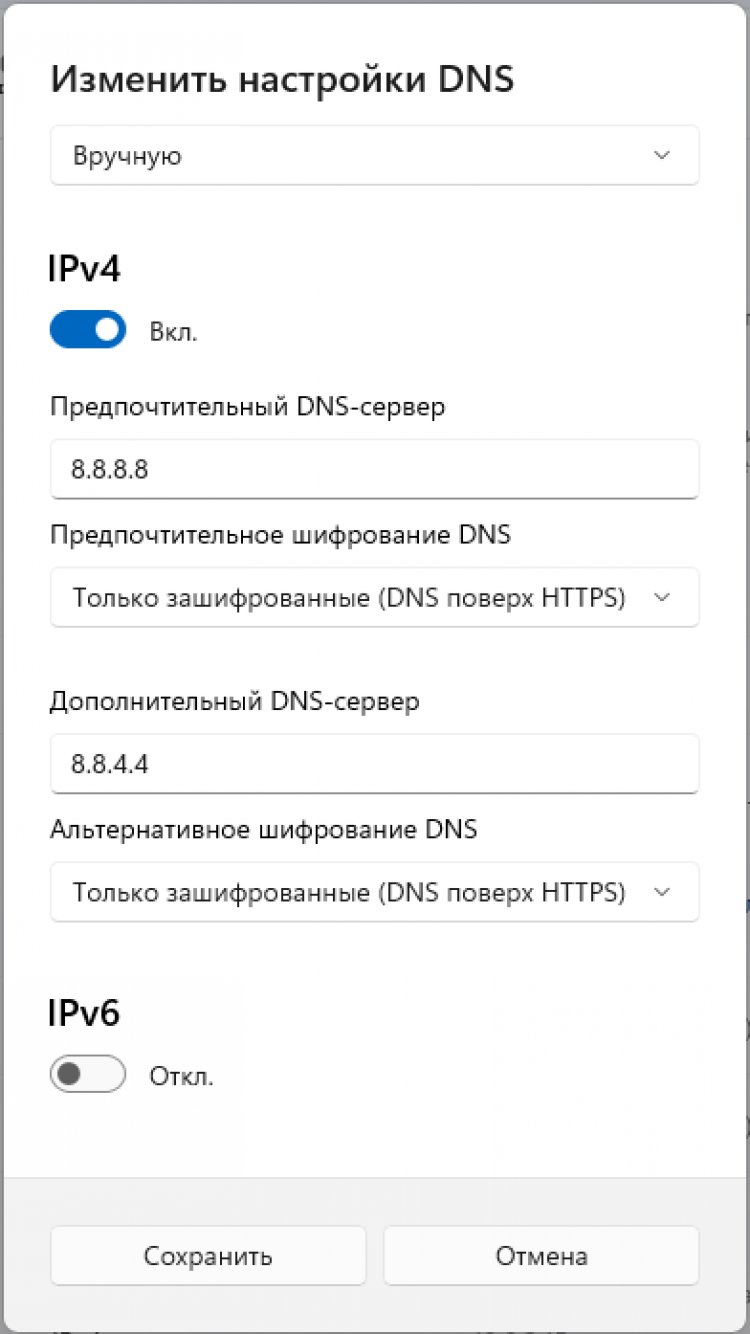 Изменить настройки DNS
Вручную
IPv4
Вкл.
Предпочтительный DNS-сервер
8.8.8.8
Предпочтительное шифрование DNS
Только зашифрованные (DNS поверх HTTPS)
Дополнительный DNS-сервер
8.8.4.4
Альтернативное шифрование DNS
Только зашифрованные (DNS поверх HTTPS)
IPv6
Откл.
Сохранить
Отмена